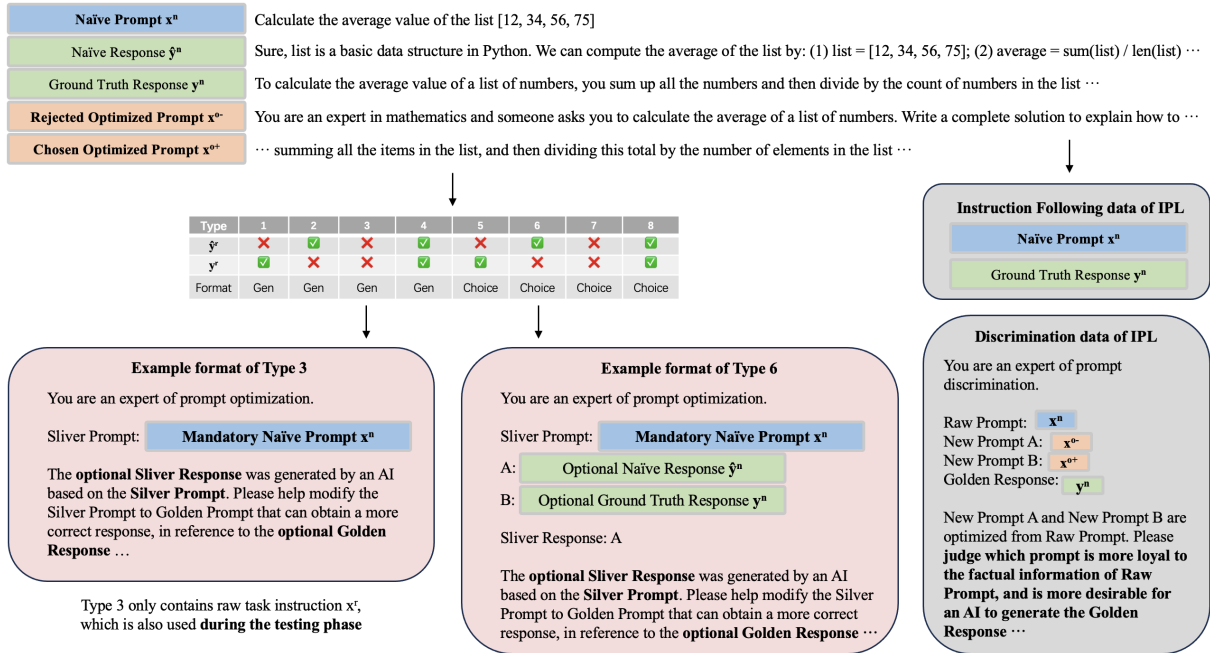 Naïve Prompt xⁿ Calculate the average value of the list [12, 34, 56, 75]
Naïve Response ŷⁿ Sure, list is a basic data structure in Python. We can compute the average of the list by: (1) list = [12, 34, 56, 75]; (2) average = sum(list) / len(list) ···
Ground Truth Response yⁿ To calculate the average value of a list of numbers, you sum up all the numbers and then divide by the count of numbers in the list ···
Rejected Optimized Prompt xᵒ⁻ You are an expert in mathematics and someone asks you to calculate the average of a list of numbers. Write a complete solution to explain how to ···
Chosen Optimized Prompt xᵒ⁺ ··· summing all the items in the list, and then dividing this total by the number of elements in the list ···
Type 1 2 3 4 5 6 7 8
ŷʳ ❌ ✅ ❌ ✅ ❌ ✅ ❌ ✅
yʳ ✅ ❌ ❌ ✅ ✅ ❌ ❌ ✅
Format Gen Gen Gen Gen Choice Choice Choice Choice
Example format of Type 3
You are an expert of prompt optimization.
Sliver Prompt: Mandatory Naïve Prompt xⁿ
The optional Sliver Response was generated by an AI
based on the Silver Prompt. Please help modify the
Silver Prompt to Golden Prompt that can obtain a more
correct response, in reference to the optional Golden
Response ···
Type 3 only contains raw task instruction xʳ,
which is also used during the testing phase
Example format of Type 6
You are an expert of prompt optimization.
Sliver Prompt: Mandatory Naïve Prompt xⁿ
A: Optional Naïve Response ŷⁿ
B: Optional Ground Truth Response yⁿ
Sliver Response: A
The optional Sliver Response was generated by an AI
based on the Silver Prompt. Please help modify the Silver
Prompt to Golden Prompt that can obtain a more correct
response, in reference to the optional Golden Response ···
Instruction Following data of IPL
Naïve Prompt xⁿ
Ground Truth Response yⁿ
Discrimination data of IPL
You are an expert of prompt
discrimination.
Raw Prompt: xⁿ
New Prompt A: xᵒ⁻
New Prompt B: xᵒ⁺
Golden Response: yⁿ
New Prompt A and New Prompt B are
optimized from Raw Prompt. Please
judge which prompt is more loyal to
the factual information of Raw
Prompt, and is more desirable for
an AI to generate the Golden
Response ···